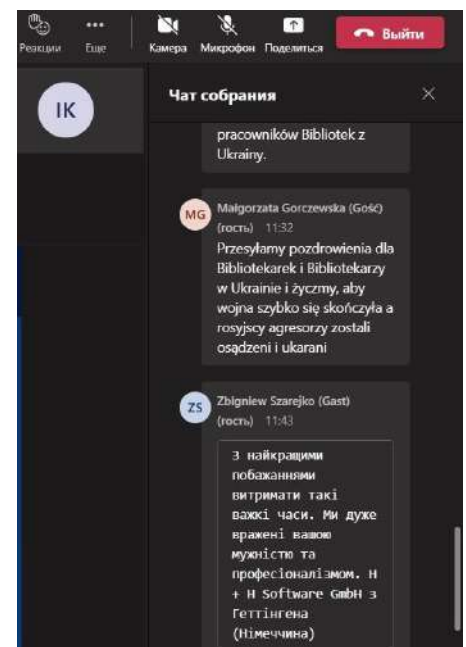 Реакции
Еще
Камера
Микрофон
Поделиться
Выйти
IK
Чат собрания
pracowników Bibliotek z
Ukrainy.
MG
Małgorzata Gorczewska (Gość)
(гость) 11:32
Przesyłamy pozdrowienia dla
Bibliotekarek i Bibliotekarzy
w Ukrainie i życzmy, aby
wojna szybko się skończyła a
rosyjscy agresorzy zostali
osądzeni i ukarani
ZS
Zbigniew Szarejko (Gast)
(гость) 11:43
З найкращими
побажаннями
витримати такі
важкі часи. Ми дуже
вражені вашою
мужністю та
професіоналізмом. H
+ H Software GmbH з
Геттінгена
(Німеччина)